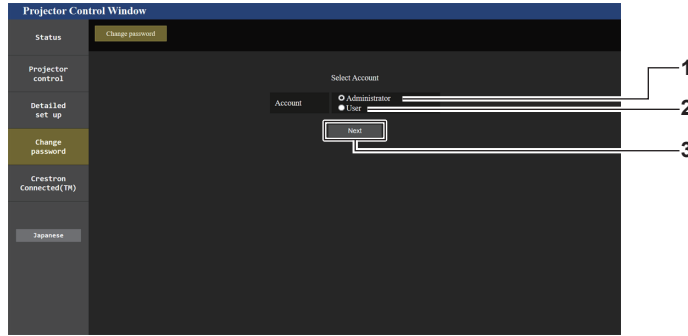 Projector Control Window
Status
Change password
Projector
control
Detailed
set up
Change
password
Crestron
Connected(TM)
Japanese
Select Account
Account
Administrator
User
Next
1
2
3